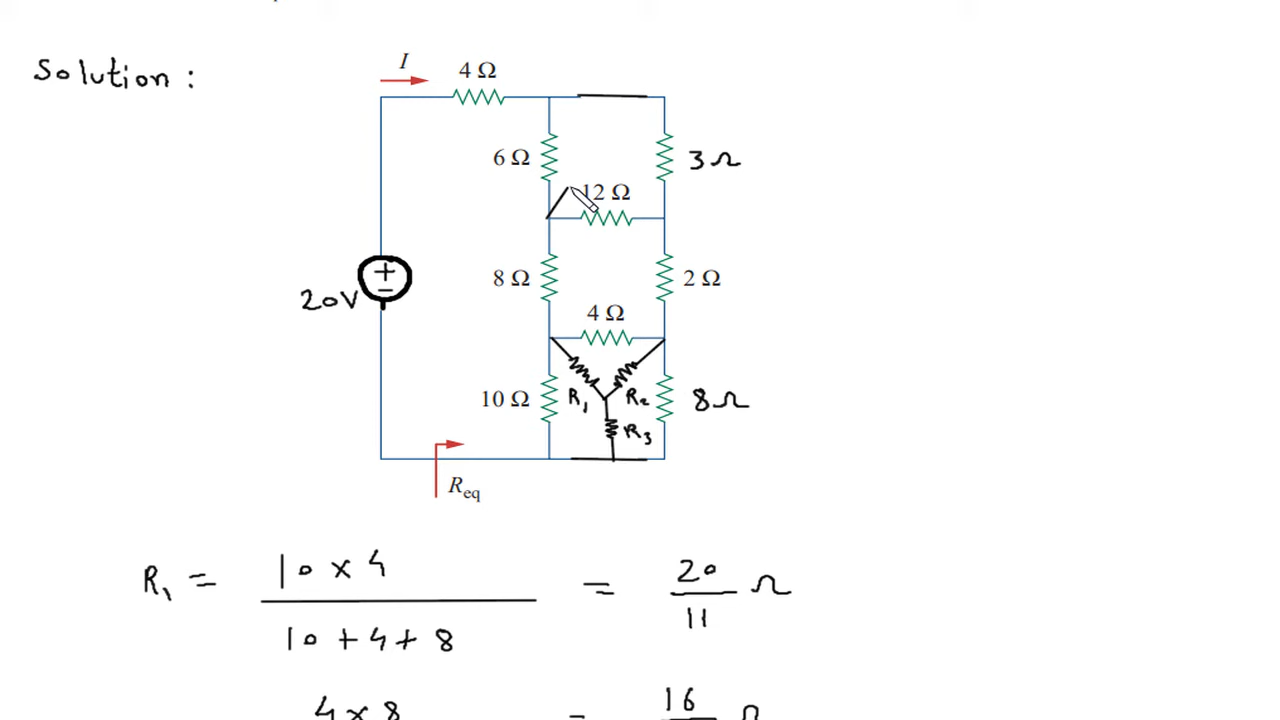 Solution :
I
4 Ω
6 Ω
3 Ω
12 Ω
20V
+
−
8 Ω
2 Ω
4 Ω
10 Ω
R₁
R₂
8 Ω
R₃
Req
R₁ = 10 × 4 / 10 + 4 + 8 = 20 / 11 Ω
4 × 8 = 16 Ω